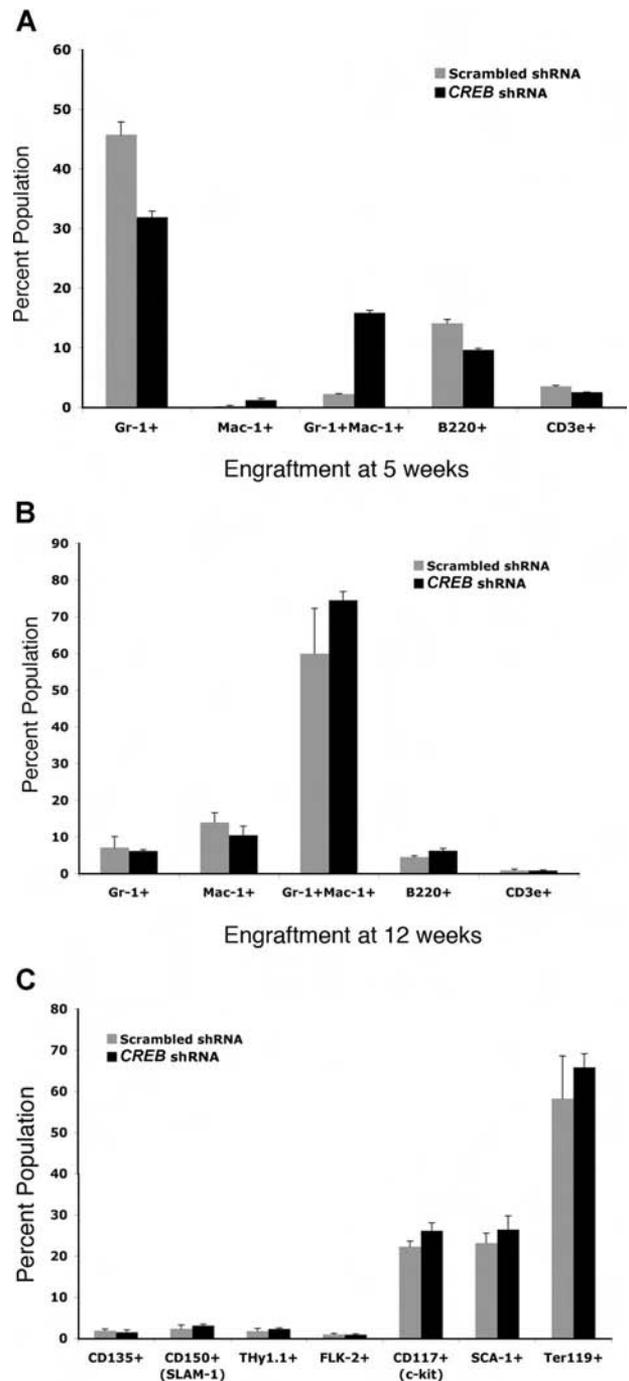 A
60
50
40
30
20
10
0
Percent Population
Scrambled shRNA
CREB shRNA
Gr-1+ Mac-1+ Gr-1+Mac-1+ B220+ CD3e+
Engraftment at 5 weeks
B
90
80
70
60
50
40
30
20
10
0
Percent Population
Scrambled shRNA
CREB shRNA
Gr-1+ Mac-1+ Gr-1+Mac-1+ B220+ CD3e+
Engraftment at 12 weeks
C
80
70
60
50
40
30
20
10
0
Percent Population
Scrambled shRNA
CREB shRNA
CD135+ CD150+ THy1.1+ FLK-2+ CD117+ SCA-1+ Ter119+
(SLAM-1) (c-kit)